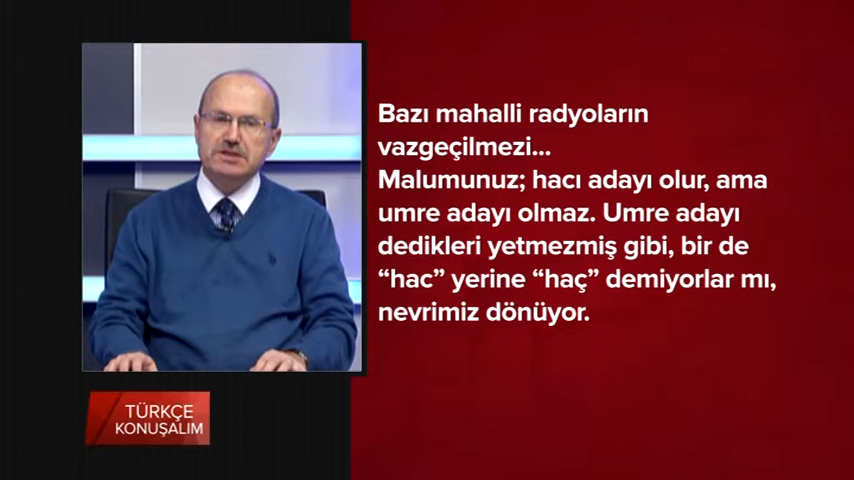 Bazı mahalli radyoların
vazgeçilmezi...
Malumunuz; hacı adayı olur, ama
umre adayı olmaz. Umre adayı
dedikleri yetmezmiş gibi, bir de
“hac” yerine “haç” demiyorlar mı,
nevrimiz dönüyor.
TÜRKÇE
KONUŞALIM